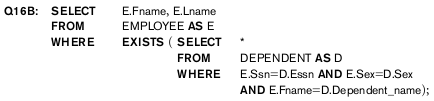 Q16B: SELECT E.Fname, E.Lname
FROM EMPLOYEE AS E
WHERE EXISTS ( SELECT *
FROM DEPENDENT AS D
WHERE E.Ssn=D.Essn AND E.Sex=D.Sex
AND E.Fname=D.Dependent_name);